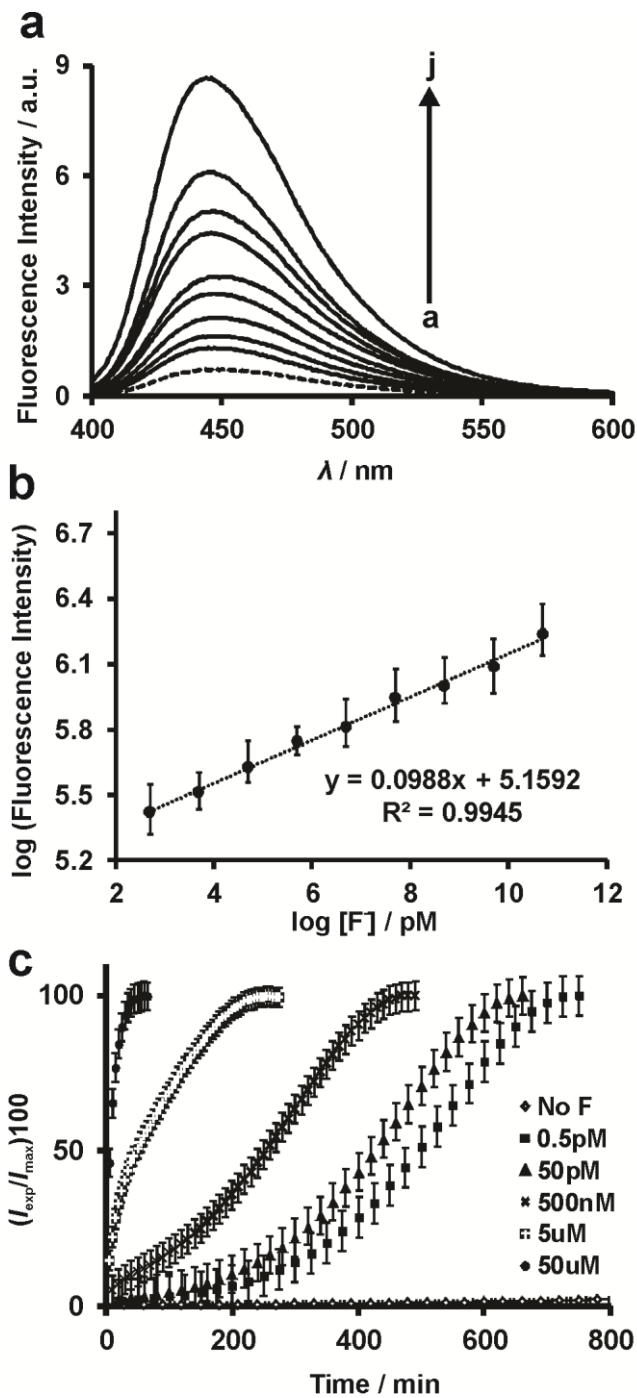 a
9
6
3
0
Fluorescence Intensity / a.u.
j
a
400 450 500 550 600
λ / nm
b
6.7
6.4
6.1
5.8
5.5
5.2
log (Fluorescence Intensity)
y = 0.0988x + 5.1592
R² = 0.9945
2 4 6 8 10 12
log [F⁻] / pM
c
100
50
0
(Iexp/Imax)100
No F
0.5pM
50pM
500nM
5uM
50uM
0 200 400 600 800
Time / min